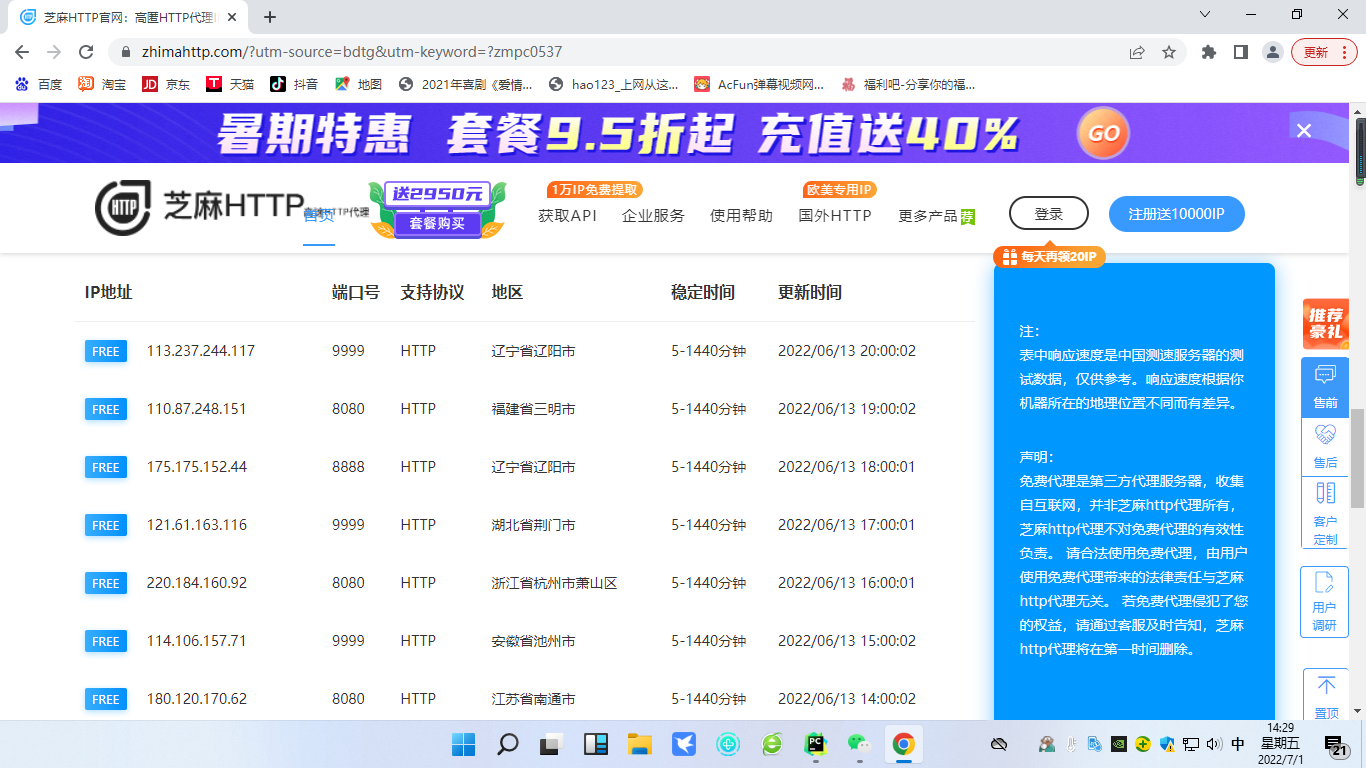 芝麻HTTP官网：高匿HTTP代理I
zhimahttp.com/?utm-source=bdtg&utm-keyword=?zmpc0537
更新
百度 淘宝 京东 天猫 抖音 地图 2021年喜剧《爱情... hao123_上网从这... AcFun弹幕视频网... 福利吧-分享你的福...
暑期特惠 套餐9.5折起 充值送40% GO
送2950元 1万IP免费提取 欧美专用IP
HTTP 芝麻HTTP 首页 套餐购买 获取API 企业服务 使用帮助 国外HTTP 更多产品 荐 登录 注册送10000IP
每天再领20IP
IP地址 端口号 支持协议 地区 稳定时间 更新时间
FREE 113.237.244.117 9999 HTTP 辽宁省辽阳市 5-1440分钟 2022/06/13 20:00:02
FREE 110.87.248.151 8080 HTTP 福建省三明市 5-1440分钟 2022/06/13 19:00:02
FREE 175.175.152.44 8888 HTTP 辽宁省辽阳市 5-1440分钟 2022/06/13 18:00:01
FREE 121.61.163.116 9999 HTTP 湖北省荆门市 5-1440分钟 2022/06/13 17:00:01
FREE 220.184.160.92 8080 HTTP 浙江省杭州市萧山区 5-1440分钟 2022/06/13 16:00:01
FREE 114.106.157.71 9999 HTTP 安徽省池州市 5-1440分钟 2022/06/13 15:00:02
FREE 180.120.170.62 8080 HTTP 江苏省南通市 5-1440分钟 2022/06/13 14:00:02
注：
表中响应速度是中国测速服务器的测
试数据，仅供参考。响应速度根据你
机器所在的地理位置不同而有差异。
声明：
免费代理是第三方代理服务器，收集
自互联网，并非芝麻http代理所有，
芝麻http代理不对免费代理的有效性
负责。 请合法使用免费代理，由用户
使用免费代理带来的法律责任与芝麻
http代理无关。 若免费代理侵犯了您
的权益，请通过客服及时告知，芝麻
http代理将在第一时间删除。
推荐
豪礼
售前
售后
客户
定制
用户
调研
置顶
中
14:29
星期五
2022/7/1
21